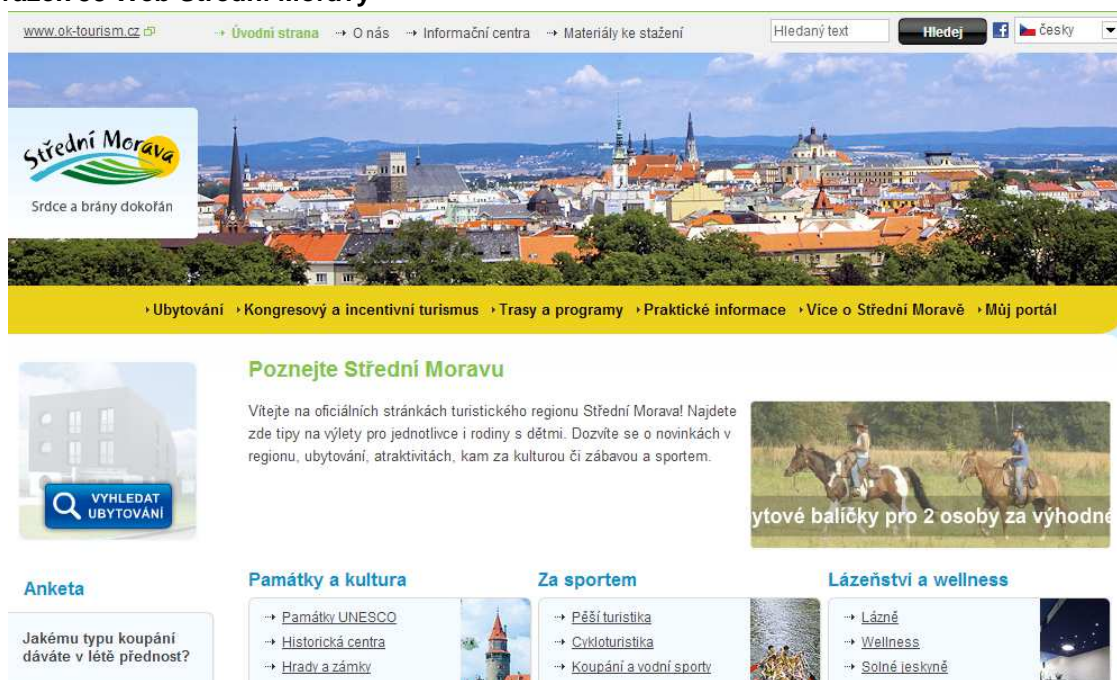 www.ok-tourism.cz
Úvodní strana O nás Informační centra Materiály ke stažení
Hledaný text Hledej f česky
Střední Morava
Srdce a brány dokořán
Ubytování Kongresový a incentivní turismus Trasy a programy Praktické informace Více o Střední Moravě Můj portál
Poznejte Střední Moravu
Vítejte na oficiálních stránkách turistického regionu Střední Morava! Najdete
zde tipy na výlety pro jednotlivce i rodiny s dětmi. Dozvíte se o novinkách v
regionu, ubytování, atraktivitách, kam za kulturou či zábavou a sportem.
VYHLEDAT
UBYTOVÁNÍ
ytové balíčky pro 2 osoby za výhodné
Anketa
Jakému typu koupání
dáváte v létě přednost?
Památky a kultura
Památky UNESCO
Historická centra
Hrady a zámky
Za sportem
Pěší turistika
Cykloturistika
Koupání a vodní sporty
Lázeňství a wellness
Lázně
Wellness
Solné jeskyně